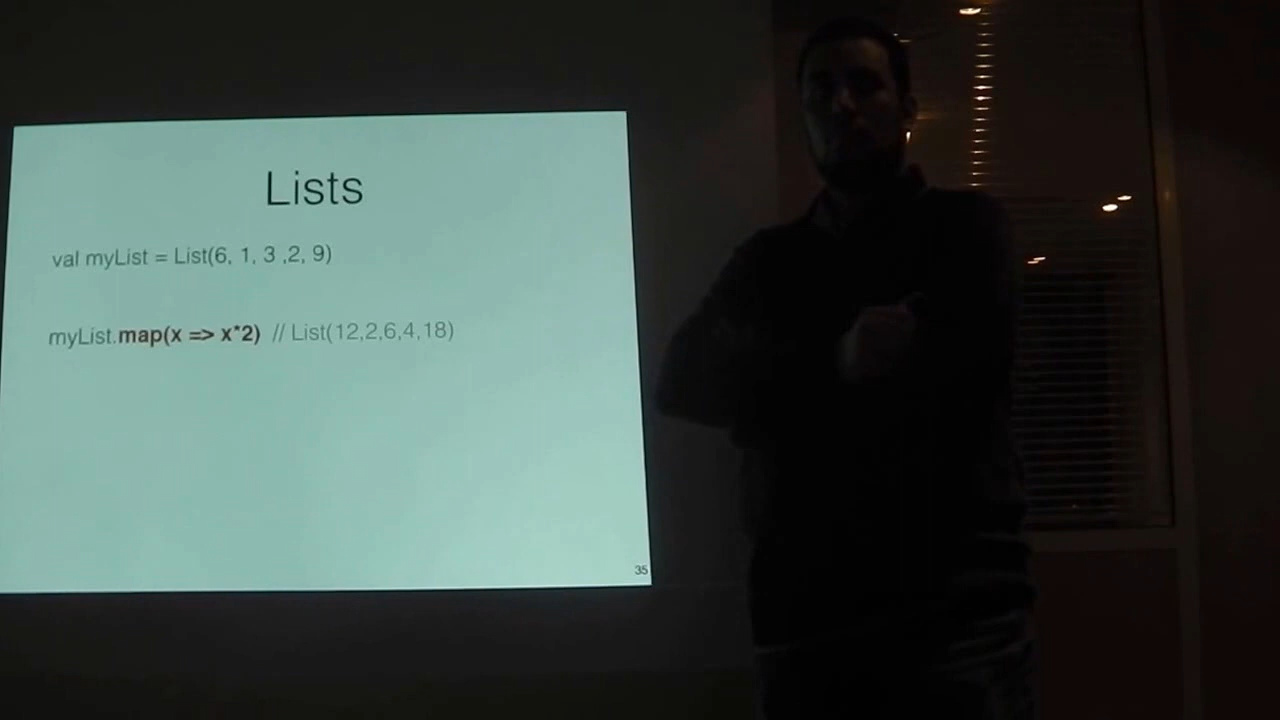 Lists
val myList = List(6, 1, 3 ,2, 9)
myList.map(x => x*2) // List(12,2,6,4,18)
35